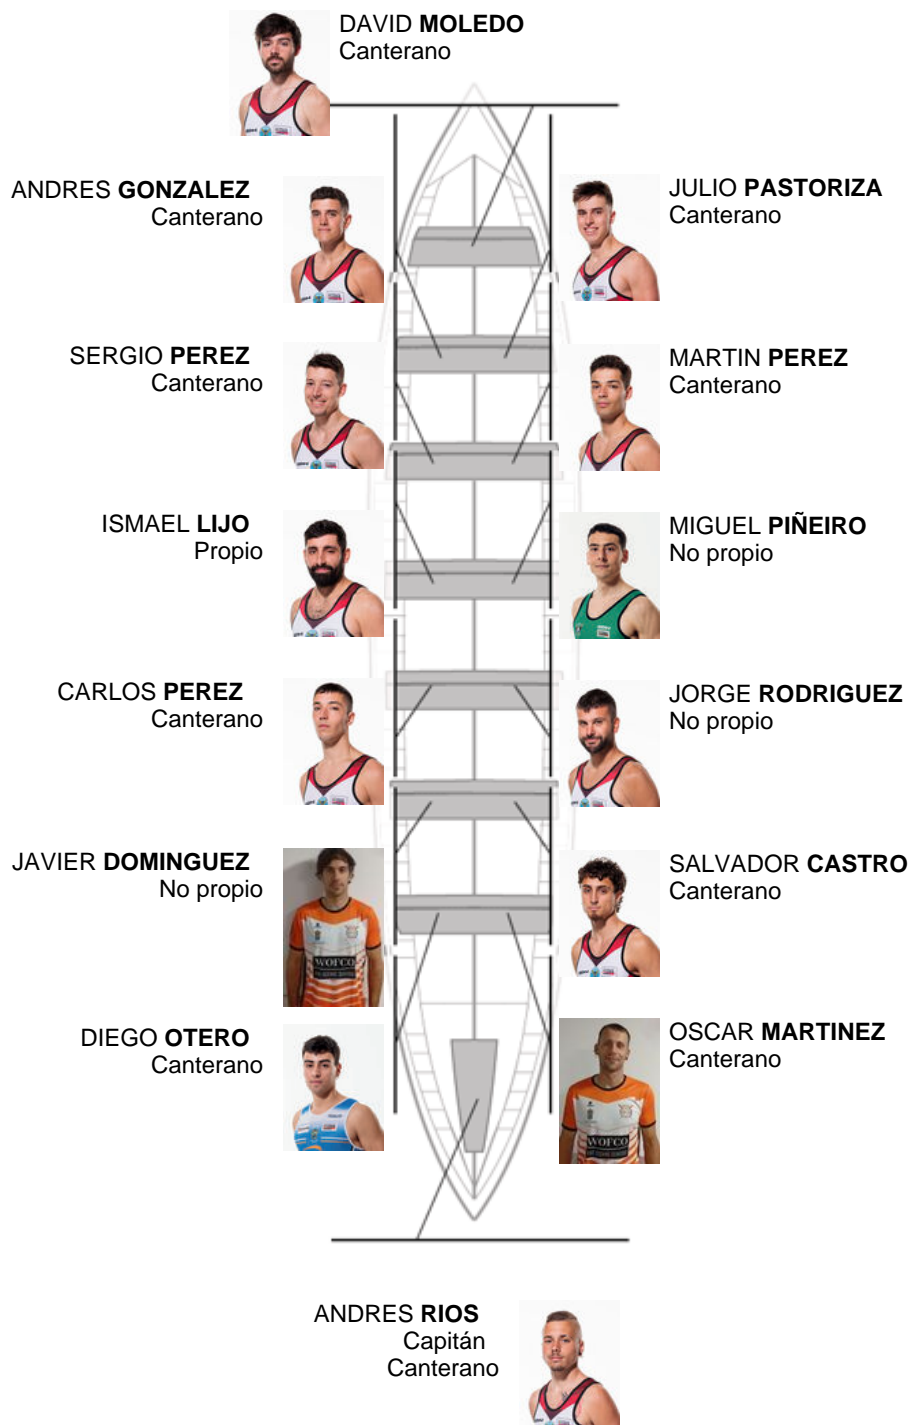 DAVID MOLEDO
Canterano
ANDRES GONZALEZ
Canterano
JULIO PASTORIZA
Canterano
SERGIO PEREZ
Canterano
MARTIN PEREZ
Canterano
ISMAEL LIJO
Propio
MIGUEL PIÑEIRO
No propio
CARLOS PEREZ
Canterano
JORGE RODRIGUEZ
No propio
JAVIER DOMINGUEZ
No propio
SALVADOR CASTRO
Canterano
WOFCO
DIEGO OTERO
Canterano
OSCAR MARTINEZ
Canterano
WOFCO
ANDRES RIOS
Capitán
Canterano